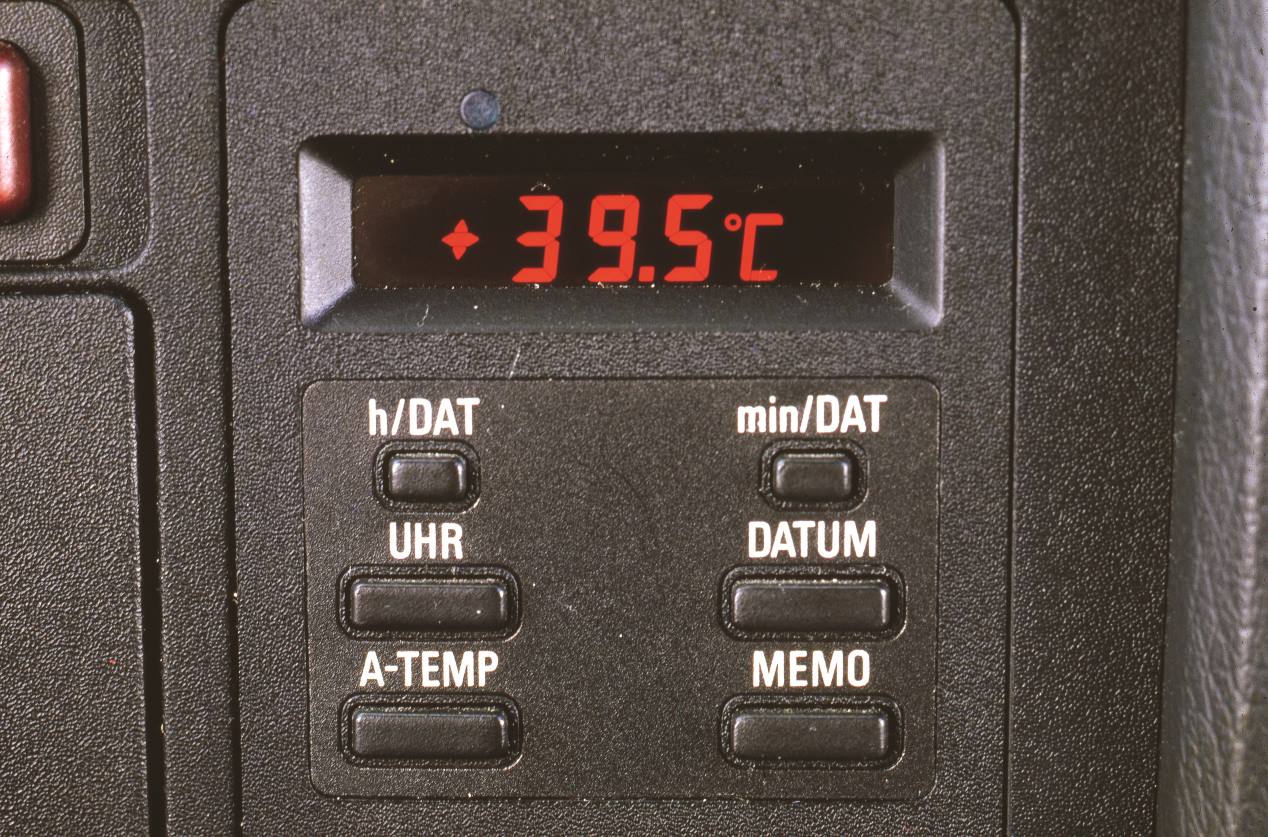 +39.5°C
h/DAT min/DAT
UHR DATUM
A-TEMP MEMO